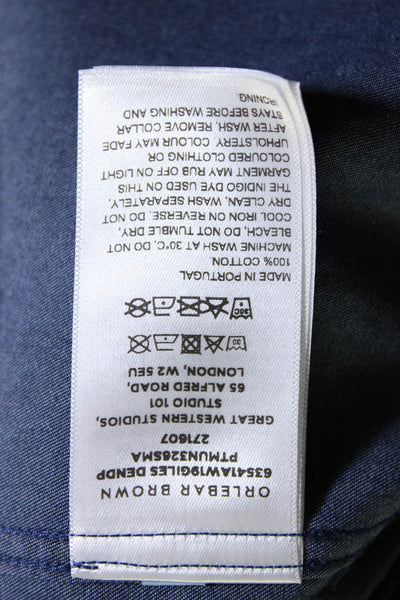 ORLEBAR BROWN
63541AW19GILES DENDP
PTMUN326SMA
271607
GREAT WESTERN STUDIOS,
STUDIO 101
65 ALFRED ROAD,
LONDON, W2 5EU
30
30C
MADE IN PORTUGAL
100% COTTON
MACHINE WASH AT 30°C, DO NOT
BLEACH, DO NOT TUMBLE DRY,
COOL IRON ON REVERSE. DO NOT
DRY CLEAN, WASH SEPARATELY,
THE INDIGO DYE USED ON THIS
GARMENT MAY RUB OFF ON LIGHT
COLOURED CLOTHING OR
UPHOLSTERY. COLOUR MAY FADE
AFTER WASH, REMOVE COLLAR
STAYS BEFORE WASHING AND
IRONING